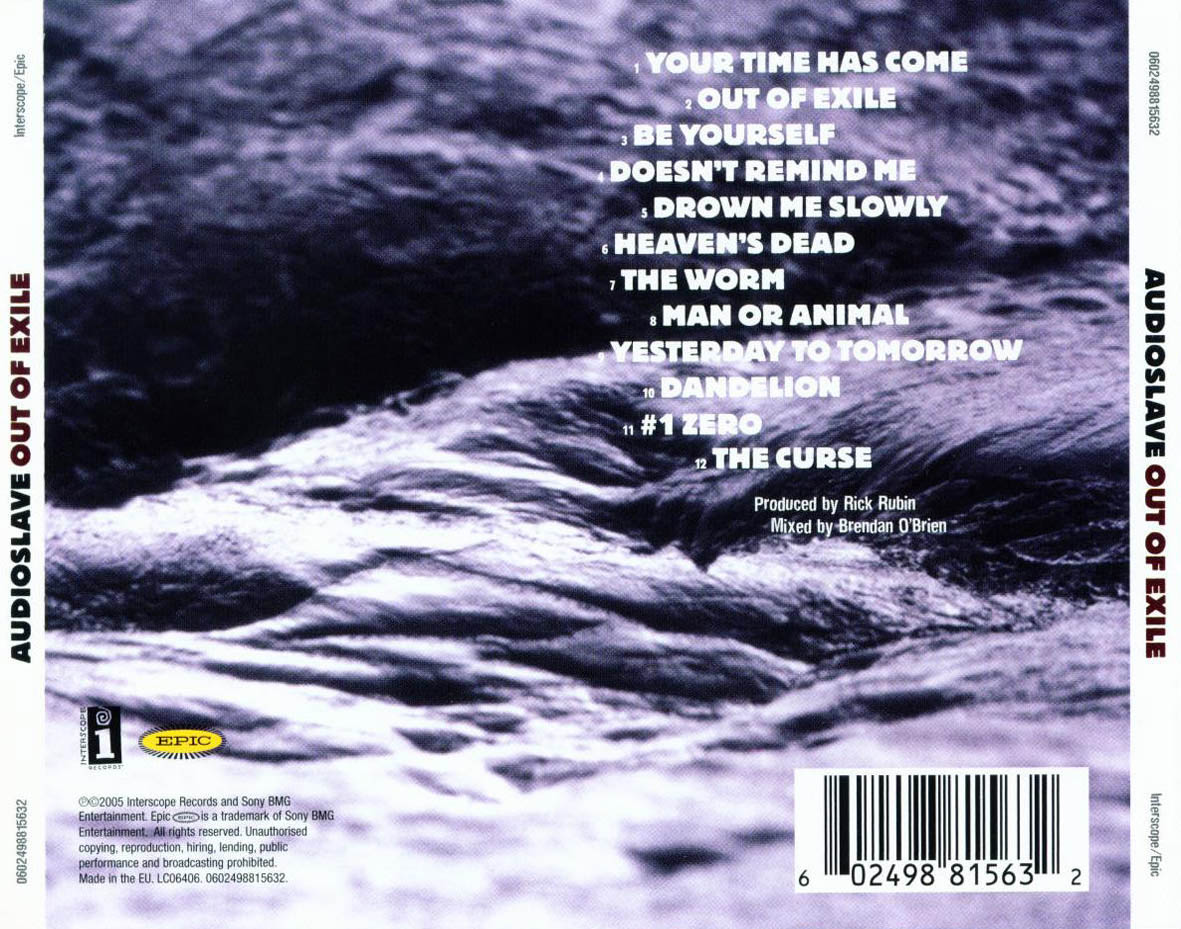 Interscope/Epic
AUDIOSLAVE OUT OF EXILE
0602498815632
1 YOUR TIME HAS COME
2 OUT OF EXILE
3 BE YOURSELF
4 DOESN'T REMIND ME
5 DROWN ME SLOWLY
6 HEAVEN'S DEAD
7 THE WORM
8 MAN OR ANIMAL
9 YESTERDAY TO TOMORROW
10 DANDELION
11 #1 ZERO
12 THE CURSE
Produced by Rick Rubin
Mixed by Brendan O'Brien
INTERSCOPE
i
RECORDS
EPIC
℗©2005 Interscope Records and Sony BMG
Entertainment. Epic EPIC is a trademark of Sony BMG
Entertainment. All rights reserved. Unauthorised
copying, reproduction, hiring, lending, public
performance and broadcasting prohibited.
Made in the EU. LC06406. 0602498815632.
6 02498 81563 2
0602498815632
AUDIOSLAVE OUT OF EXILE
Interscope/Epic